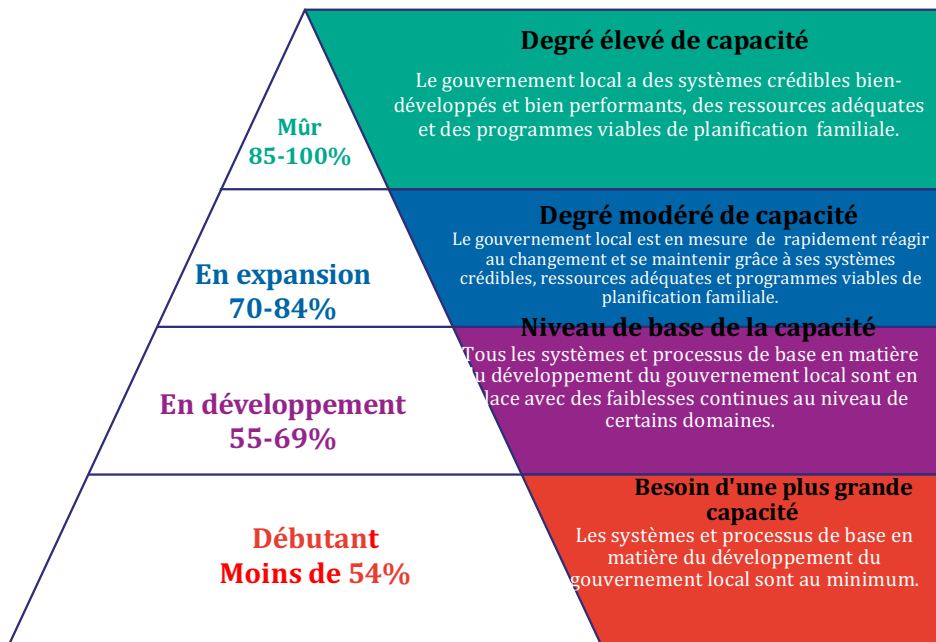 Degré élevé de capacité
Le gouvernement local a des systèmes crédibles bien-
développés et bien performants, des ressources adéquates
et des programmes viables de planification familiale.
Mûr
85-100%
Degré modéré de capacité
Le gouvernement local est en mesure de rapidement réagir
au changement et se maintenir grâce à ses systèmes
crédibles, ressources adéquates et programmes viables de
planification familiale.
En expansion
70-84%
Niveau de base de la capacité
Tous les systèmes et processus de base en matière
du développement du gouvernement local sont en
place avec des faiblesses continues au niveau de
certains domaines.
En développement
55-69%
Besoin d'une plus grande
capacité
Les systèmes et processus de base en
matière du développement du
gouvernement local sont au minimum.
Débutant
Moins de 54%